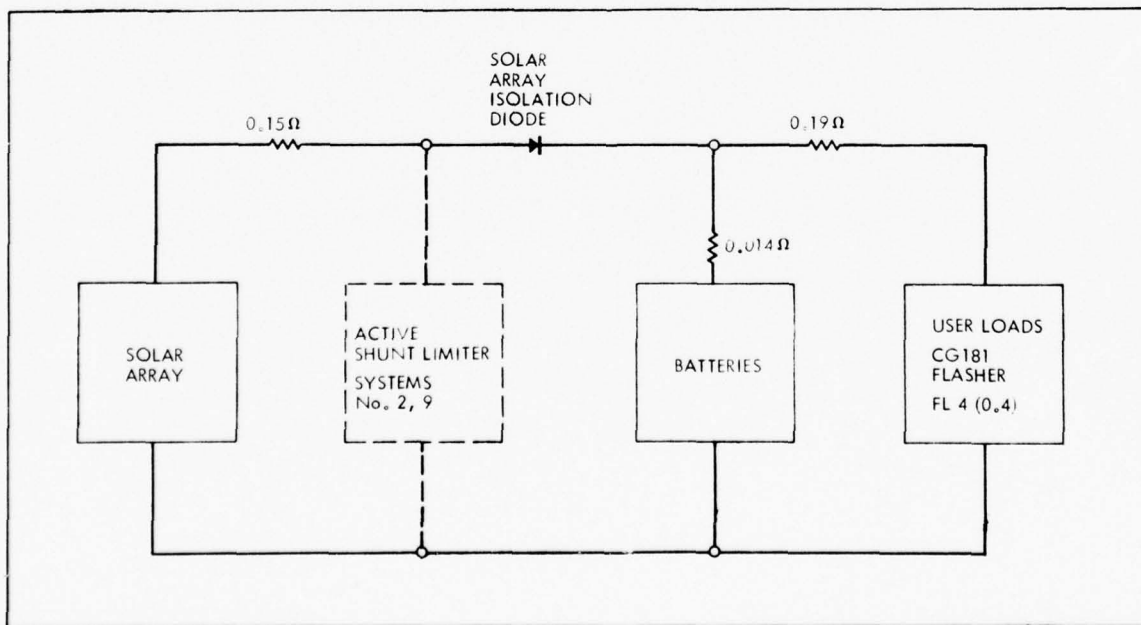 SOLAR
ARRAY
ISOLATION
DIODE
0.15Ω
0.19Ω
0.014Ω
SOLAR
ARRAY
ACTIVE
SHUNT LIMITER
SYSTEMS
No. 2, 9
BATTERIES
USER LOADS
CG181
FLASHER
FL 4 (0.4)